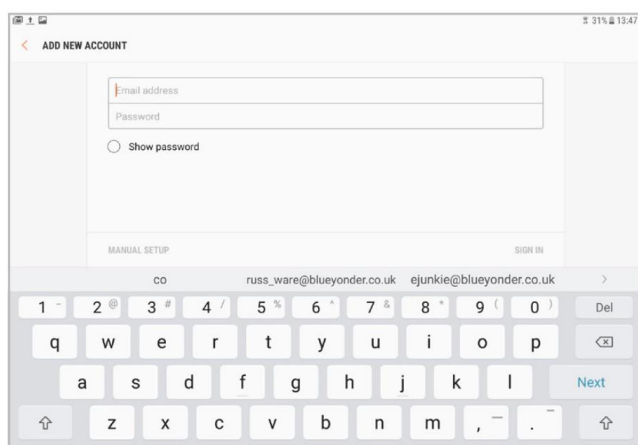 31% 13:47
ADD NEW ACCOUNT
Email address
Password
Show password
MANUAL SETUP SIGN IN
co russ_ware@blueyonder.co.uk ejunkie@blueyonder.co.uk
1 - 2 @ 3 # 4 / 5 % 6 ^ 7 & 8 * 9 ( 0 ) Del
q w e r t y u i o p
a s d f g h j k l Next
z x c v b n m , .